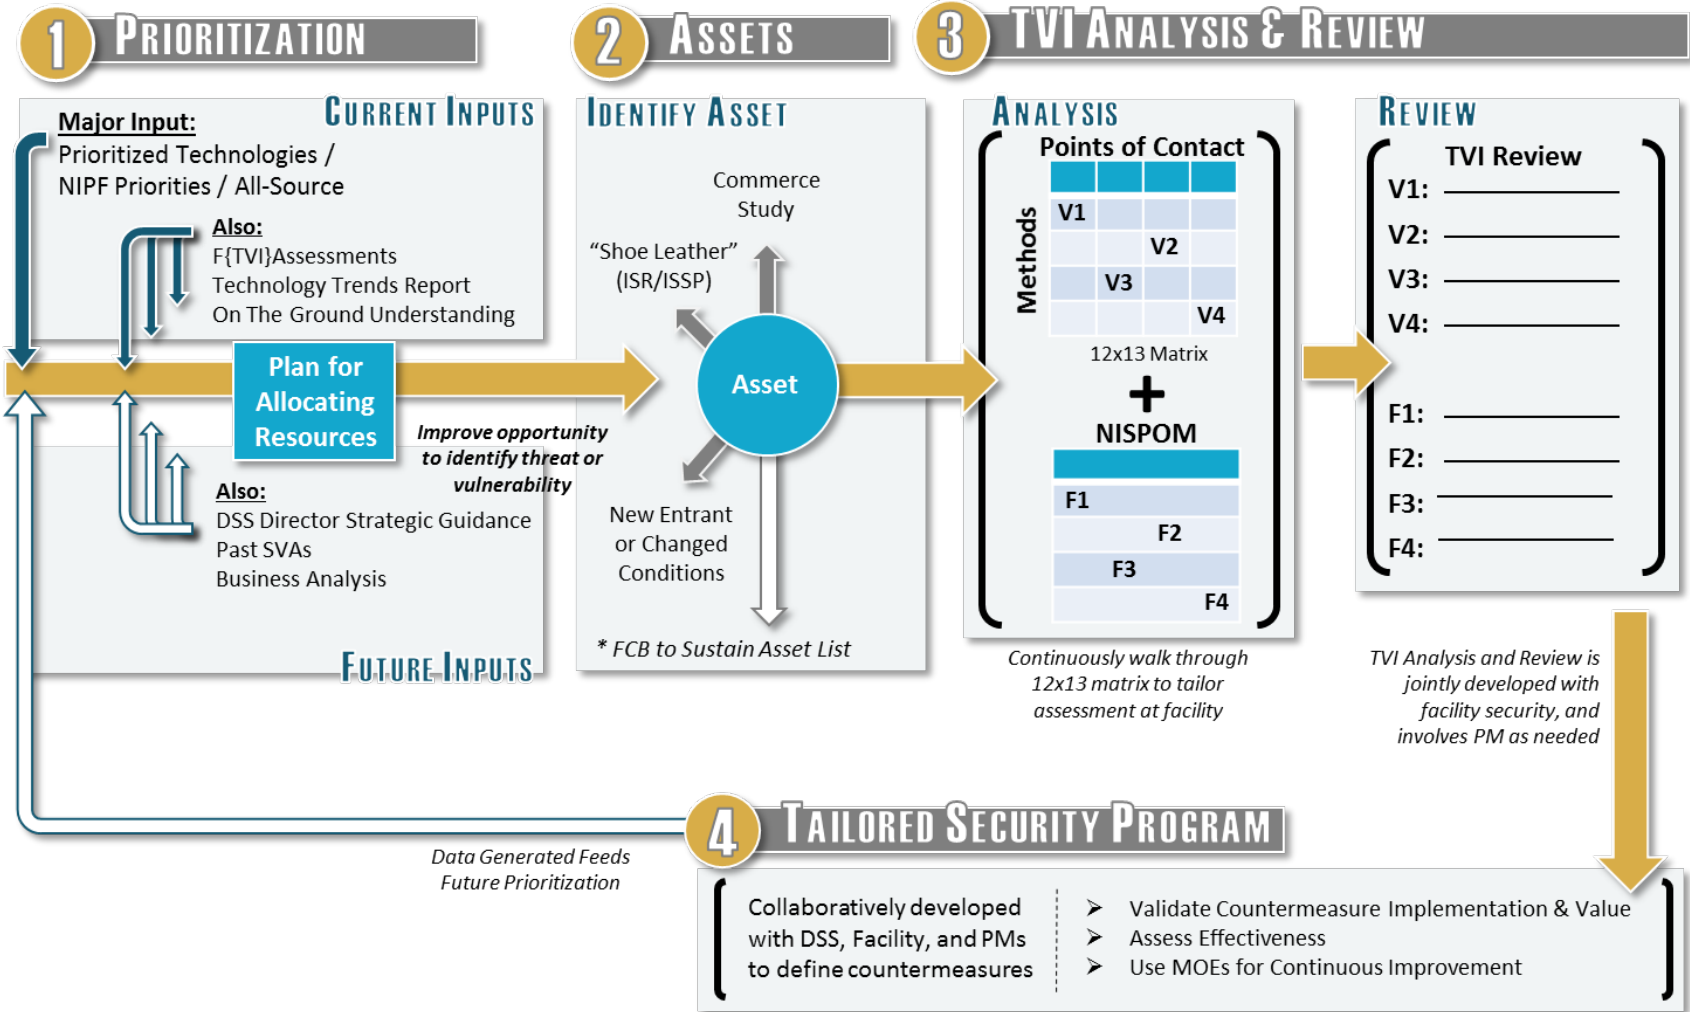 1 PRIORITIZATION
CURRENT INPUTS
Major Input:
Prioritized Technologies /
NIPF Priorities / All-Source
Also:
F{TVI}Assessments
Technology Trends Report
On The Ground Understanding
Plan for
Allocating
Resources
Improve opportunity
to identify threat or
vulnerability
Also:
DSS Director Strategic Guidance
Past SVAs
Business Analysis
FUTURE INPUTS
2 ASSETS
IDENTIFY ASSET
Commerce
Study
“Shoe Leather”
(ISR/ISSP)
Asset
New Entrant
or Changed
Conditions
* FCB to Sustain Asset List
3 TVI ANALYSIS & REVIEW
ANALYSIS
Points of Contact
Methods
V1
V2
V3
V4
12x13 Matrix
+
NISPOM
F1
F2
F3
F4
Continuously walk through
12x13 matrix to tailor
assessment at facility
REVIEW
TVI Review
V1:
V2:
V3:
V4:
F1:
F2:
F3:
F4:
TVI Analysis and Review is
jointly developed with
facility security, and
involves PM as needed
4 TAILORED SECURITY PROGRAM
Collaboratively developed
with DSS, Facility, and PMs
to define countermeasures
Validate Countermeasure Implementation & Value
Assess Effectiveness
Use MOEs for Continuous Improvement
Data Generated Feeds
Future Prioritization